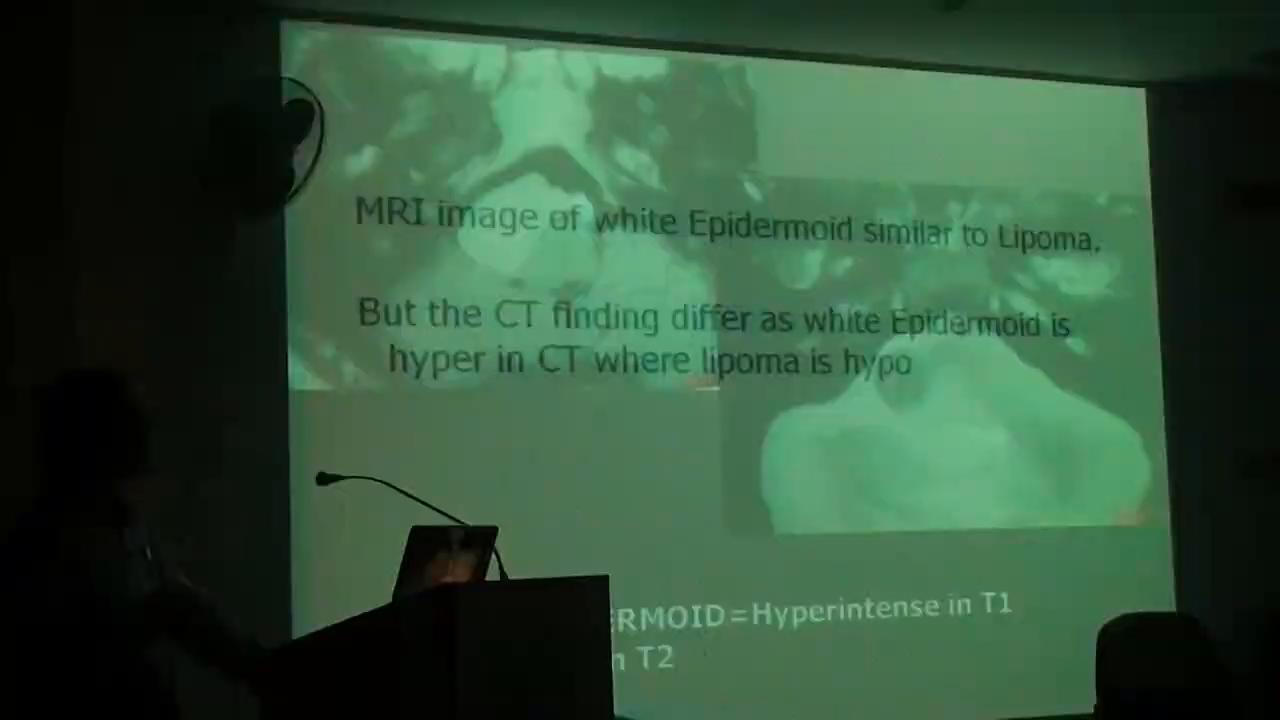 MRI image of white Epidermoid similar to Lipoma.
But the CT finding differ as white Epidermoid is
hyper in CT where lipoma is hypo
ERMOID=Hyperintense in T1
n T2